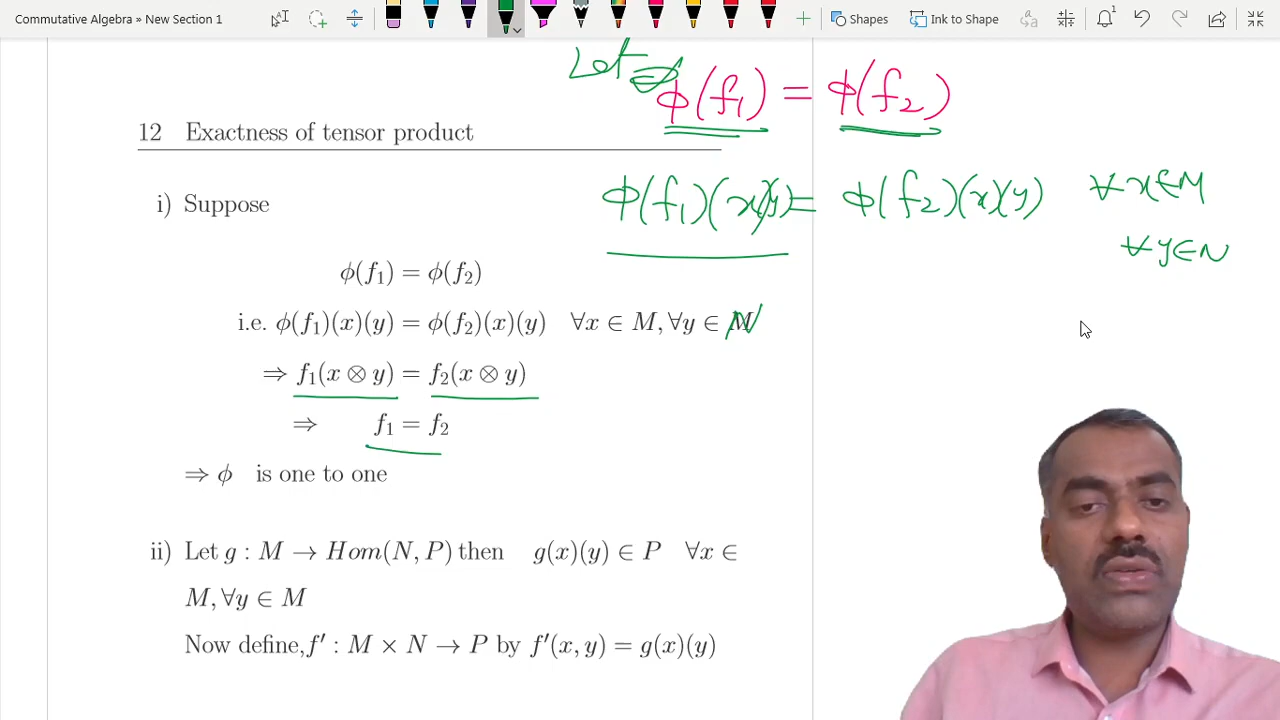 Commutative Algebra » New Section 1
Shapes
Ink to Shape
Let
ϕ(f₁) = ϕ(f₂)
12 Exactness of tensor product
i) Suppose
ϕ(f₁)(x)(y) = ϕ(f₂)(x)(y) ∀ x∈M
∀ y∈N
ϕ(f₁) = ϕ(f₂)
i.e. ϕ(f₁)(x)(y) = ϕ(f₂)(x)(y) ∀x ∈ M, ∀y ∈ N
⇒ f₁(x ⊗ y) = f₂(x ⊗ y)
⇒ f₁ = f₂
⇒ ϕ is one to one
ii) Let g : M → Hom(N, P) then g(x)(y) ∈ P ∀x ∈
M, ∀y ∈ M
Now define,f′ : M × N → P by f′(x, y) = g(x)(y)